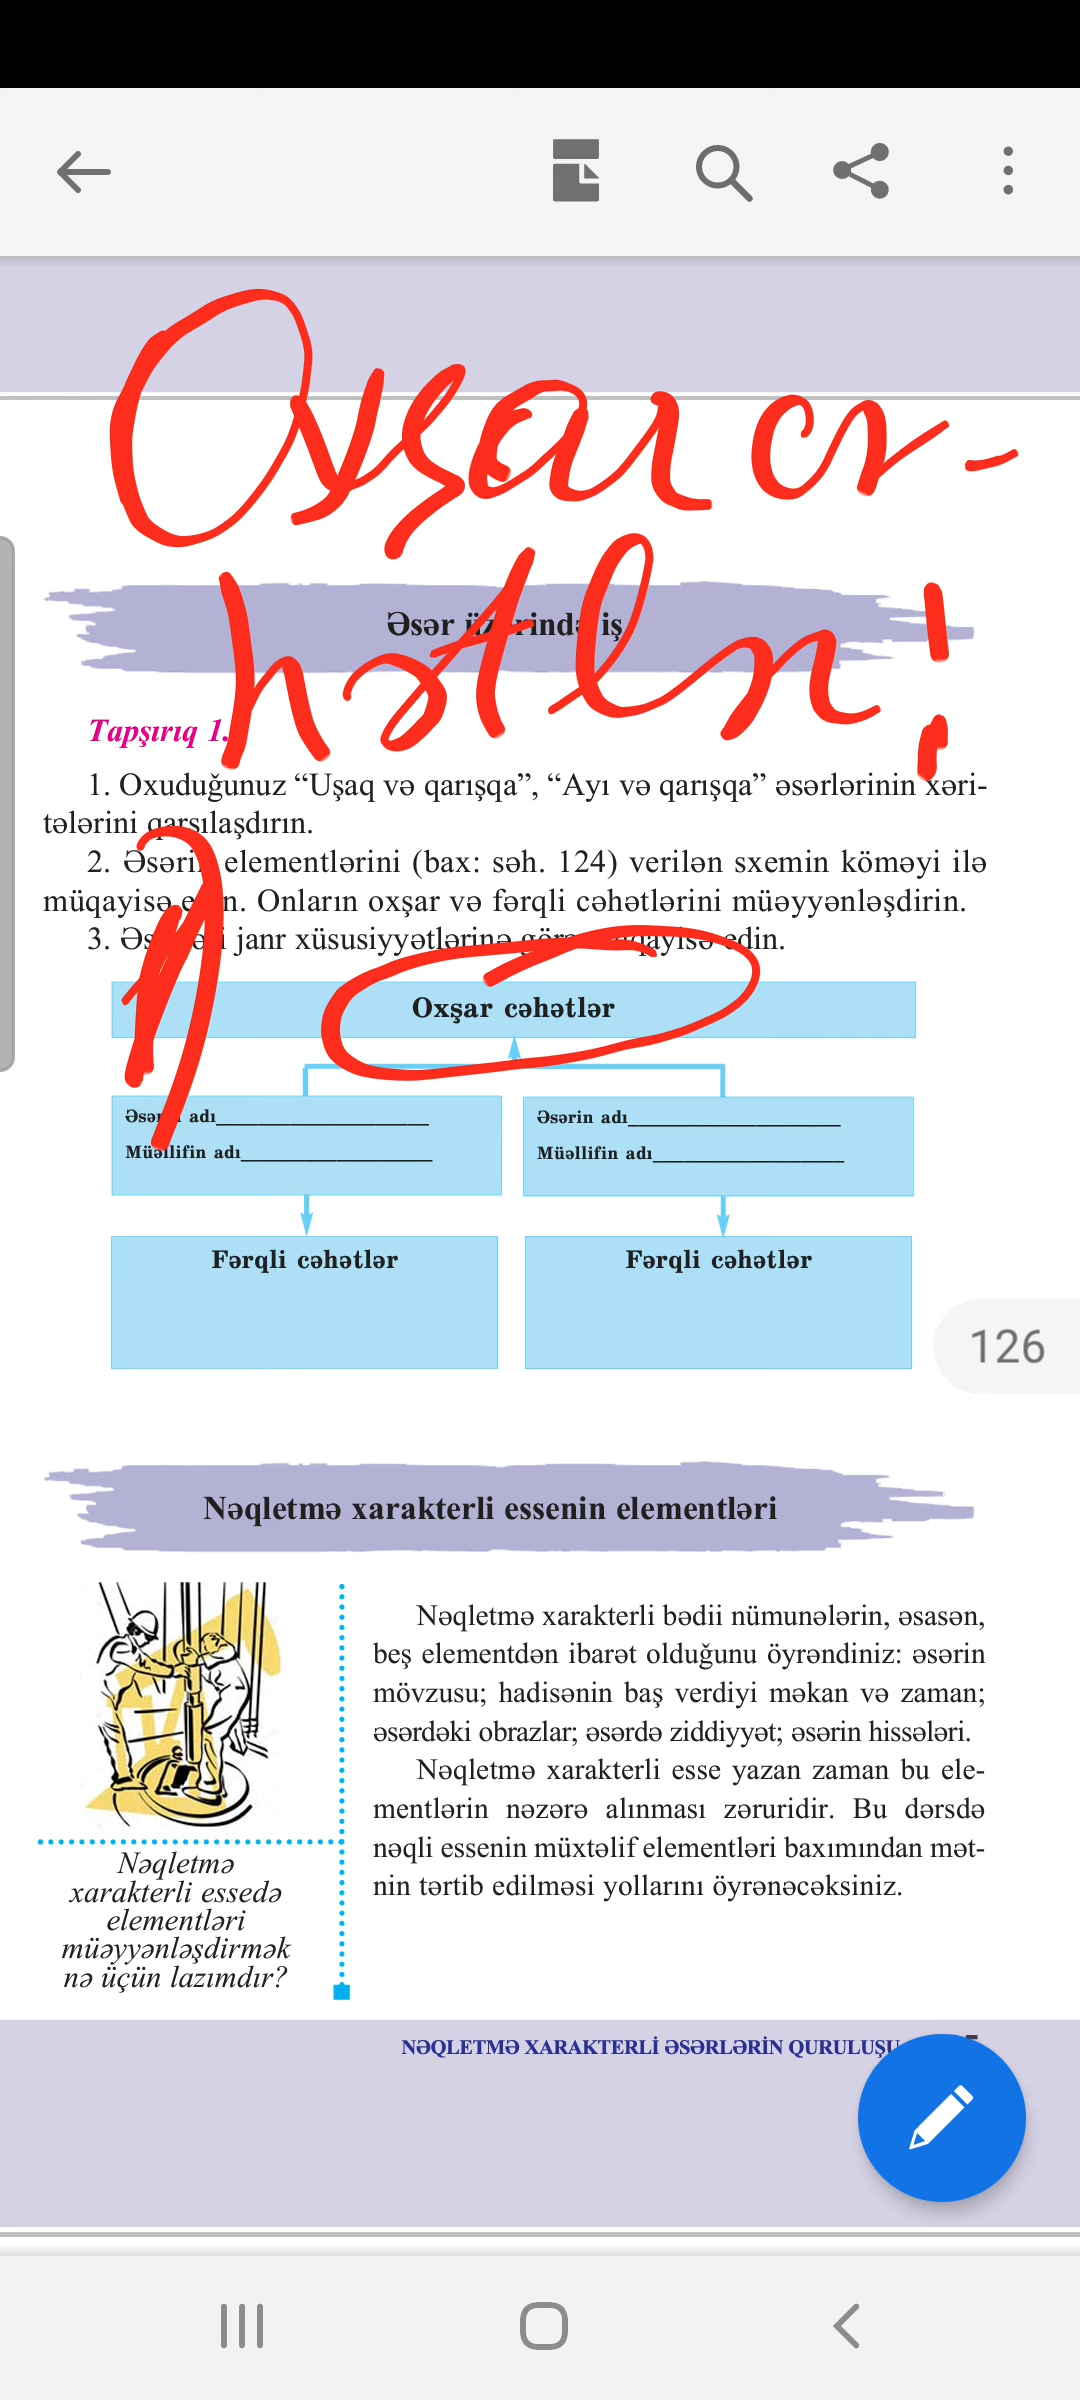 Oxşar cə-
hətlər!
Əsər üzərində iş
Tapşırıq 1.
1. Oxuduğunuz “Uşaq və qarışqa”, “Ayı və qarışqa” əsərlərinin xəri-
tələrini qarşılaşdırın.
2. Əsərin elementlərini (bax: səh. 124) verilən sxemin köməyi ilə
müqayisə edin. Onların oxşar və fərqli cəhətlərini müəyyənləşdirin.
3. janr xüsusiyyətlərinə görə müqayisə edin.
Oxşar cəhətlər
Əsərin adı____________________
Müəllifin adı__________________
Əsərin adı____________________
Müəllifin adı__________________
Fərqli cəhətlər
Fərqli cəhətlər
126
Nəqletmə xarakterli essenin elementləri
Nəqletmə xarakterli bədii nümunələrin, əsasən,
beş elementdən ibarət olduğunu öyrəndiniz: əsərin
mövzusu; hadisənin baş verdiyi məkan və zaman;
əsərdəki obrazlar; əsərdə ziddiyyət; əsərin hissələri.
Nəqletmə xarakterli esse yazan zaman bu ele-
mentlərin nəzərə alınması zəruridir. Bu dərsdə
nəqli essenin müxtəlif elementləri baxımından mət-
nin tərtib edilməsi yollarını öyrənəcəksiniz.
Nəqletmə
xarakterli essedə
elementləri
müəyyənləşdirmək
nə üçün lazımdır?
NƏQLETMƏ XARAKTERLİ ƏSƏRLƏRİN QURULUŞU